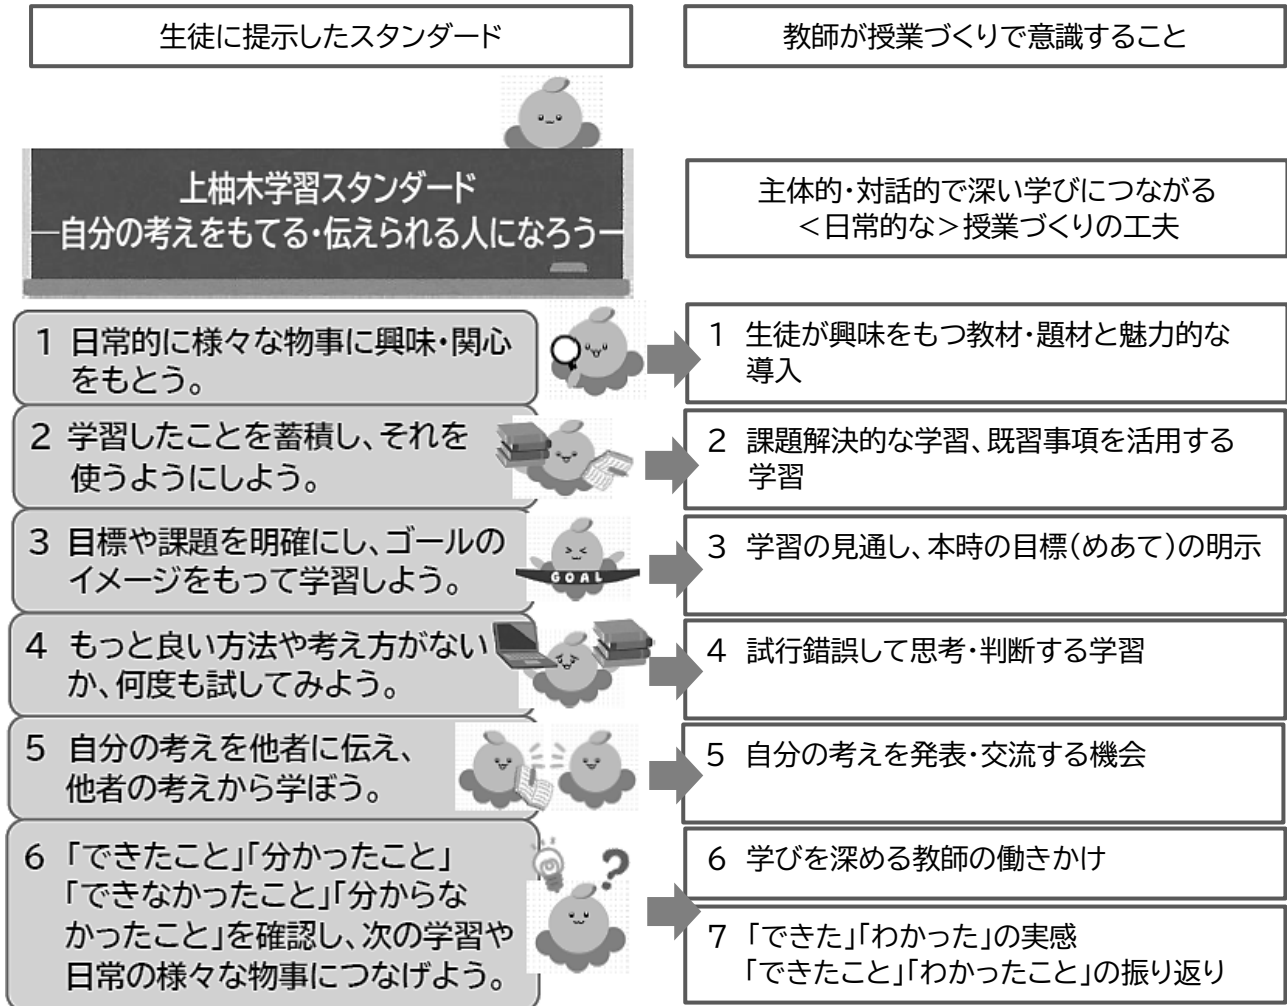 生徒に提示したスタンダード
教師が授業づくりで意識すること
上柚木学習スタンダード
―自分の考えをもてる・伝えられる人になろう―
主体的・対話的で深い学びにつながる
＜日常的な＞授業づくりの工夫
1 日常的に様々な物事に興味・関心
をもとう。
1 生徒が興味をもつ教材・題材と魅力的な
導入
2 学習したことを蓄積し、それを
使うようにしよう。
2 課題解決的な学習、既習事項を活用する
学習
3 目標や課題を明確にし、ゴールの
イメージをもって学習しよう。
GOAL
3 学習の見通し、本時の目標(めあて)の明示
4 もっと良い方法や考え方がない
か、何度も試してみよう。
4 試行錯誤して思考・判断する学習
5 自分の考えを他者に伝え、
他者の考えから学ぼう。
5 自分の考えを発表・交流する機会
6 「できたこと」「分かったこと」
「できなかったこと」「分からな
かったこと」を確認し、次の学習や
日常の様々な物事につなげよう。
?
6 学びを深める教師の働きかけ
7 「できた」「わかった」の実感
「できたこと」「わかったこと」の振り返り